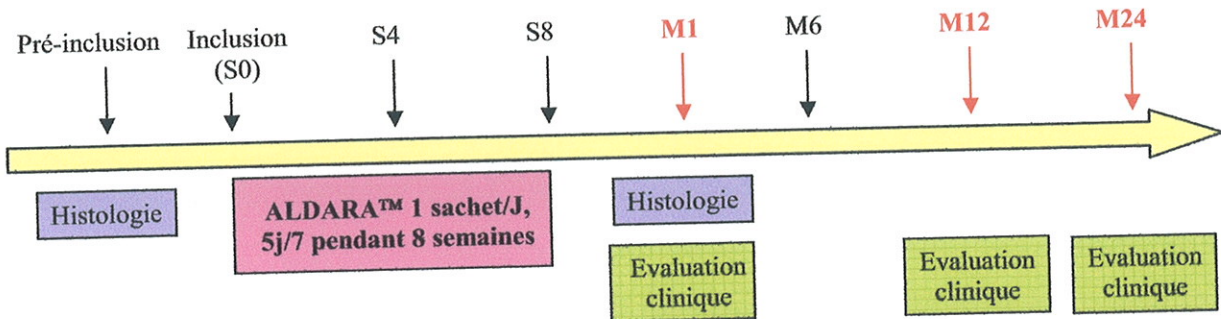 Pré-inclusion
Inclusion
(S0)
S4
S8
M1
M6
M12
M24
Histologie
ALDARA™ 1 sachet/J,
5j/7 pendant 8 semaines
Histologie
Evaluation
clinique
Evaluation
clinique
Evaluation
clinique